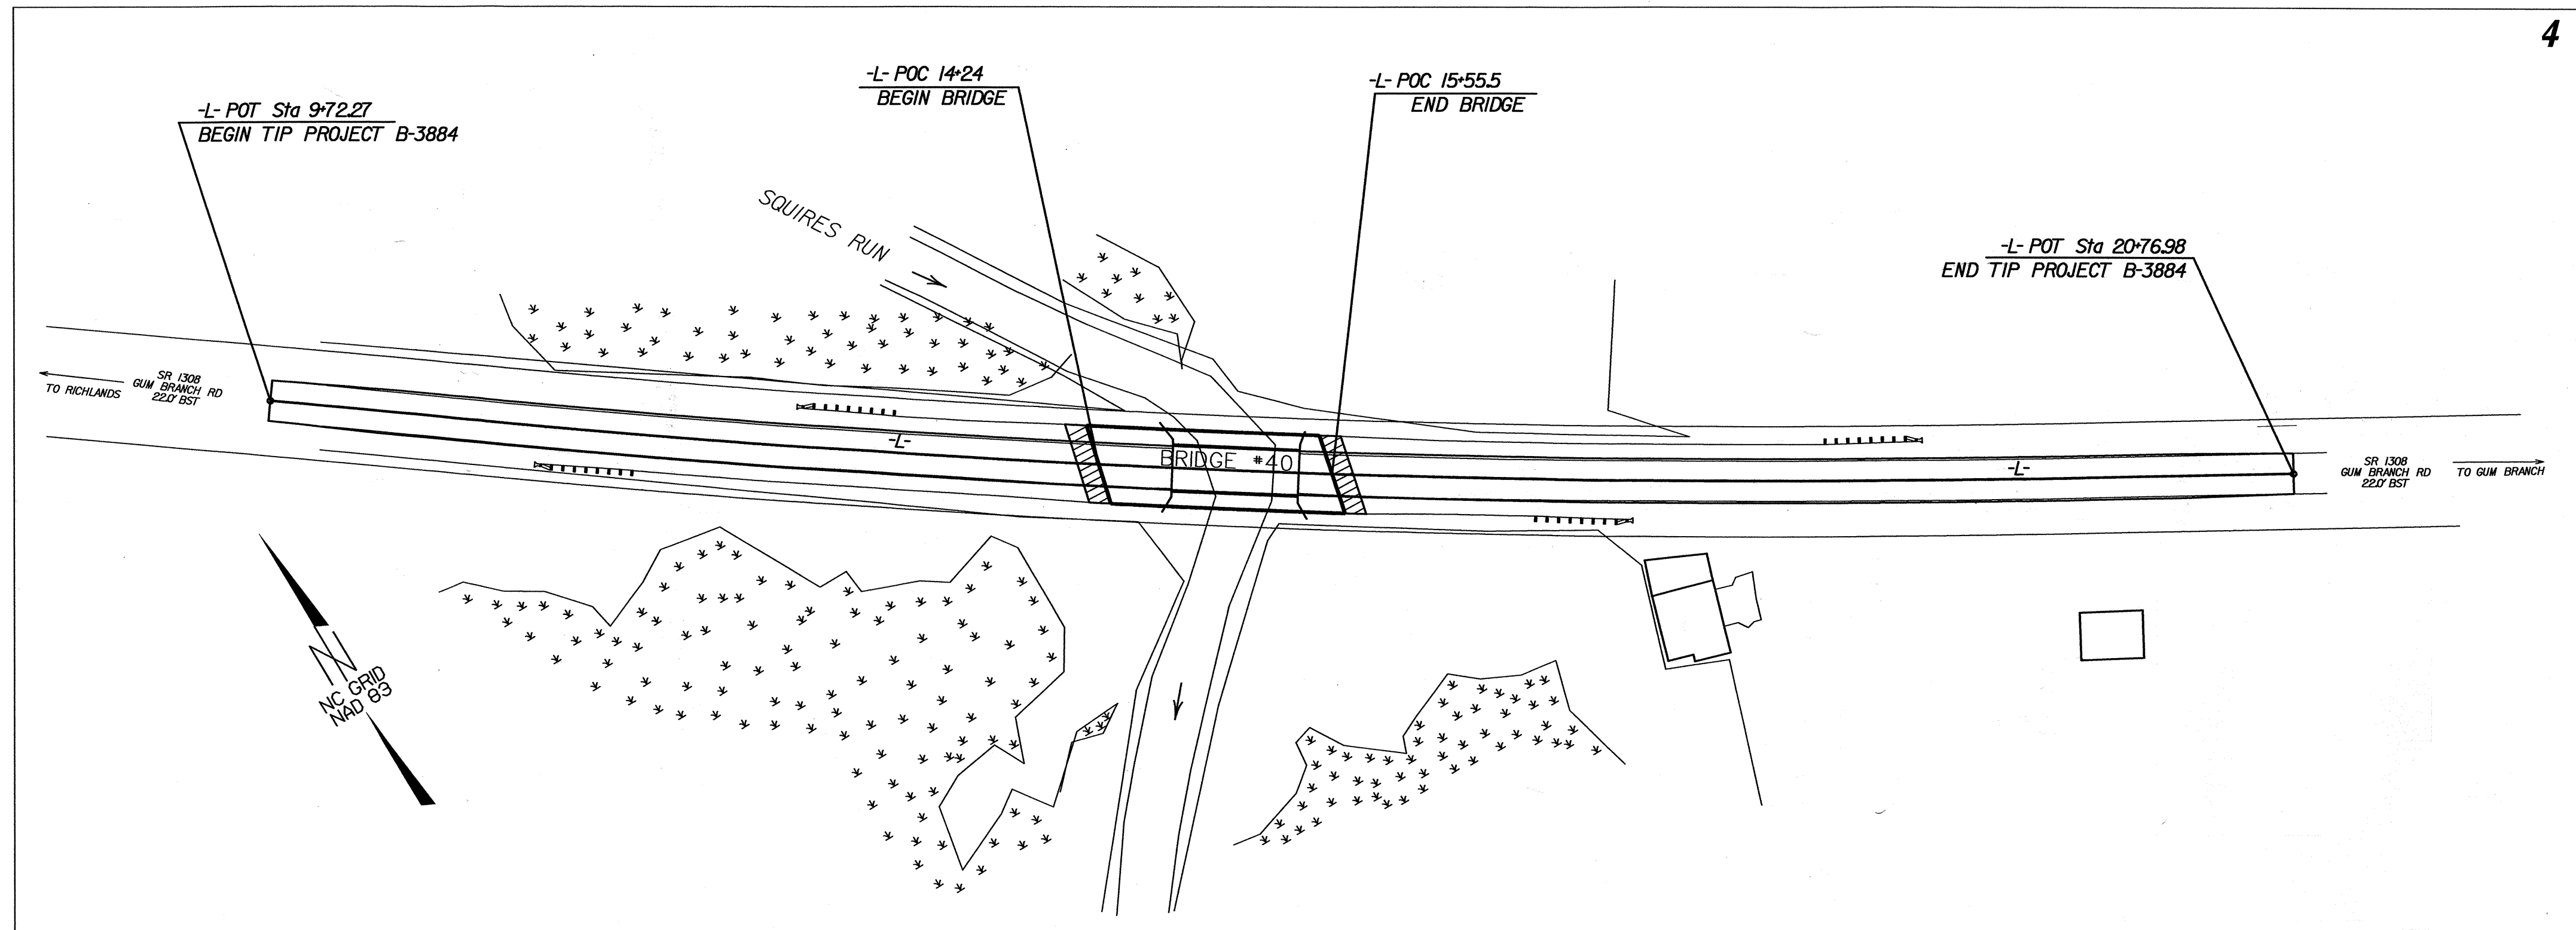 4
-L- POC 14+24
BEGIN BRIDGE
-L- POC 15+55.5
END BRIDGE
-L- POT Sta 9+72.27
BEGIN TIP PROJECT B-3884
SQUIRES RUN
-L- POT Sta 20+76.98
END TIP PROJECT B-3884
SR 1308
GUM BRANCH RD
22.0' BST
TO RICHLANDS
-L-
BRIDGE #40
-L-
SR 1308
GUM BRANCH RD
22.0' BST
TO GUM BRANCH
N
NC GRID
NAD 83